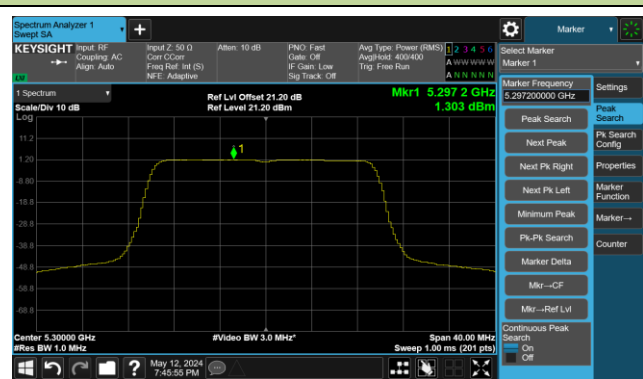 Spectrum Analyzer 1
Swept SA
+
Marker
KEYSIGHT
Input: RF
Coupling: AC
Align: Auto
Input Z: 50 Ω
Corr CCorr
Freq Ref: Int (S)
NFE: Adaptive
Atten: 10 dB
PNO: Fast
Gate: Off
IF Gain: Low
Sig Track: Off
Avg Type: Power (RMS)
Avg|Hold: 400/400
Trig: Free Run
1 2 3 4 5 6
A W W W W W
A N N N N N
LW
Select Marker
Marker 1
1 Spectrum
Scale/Div 10 dB
Log
Ref Lvl Offset 21.20 dB
Ref Level 21.20 dBm
Mkr1 5.297 2 GHz
1.303 dBm
11.2
1.20
-8.80
-18.8
-28.8
-38.8
-48.8
-58.8
-68.8
1
Center 5.30000 GHz
#Res BW 1.0 MHz
#Video BW 3.0 MHz*
Span 40.00 MHz
Sweep 1.00 ms (201 pts)
Marker Frequency
5.297200000 GHz
Peak Search
Next Peak
Next Pk Right
Next Pk Left
Minimum Peak
Pk-Pk Search
Marker Delta
Mkr→CF
Mkr→Ref Lvl
Continuous Peak
Search
On
Off
Settings
Peak
Search
Pk Search
Config
Properties
Marker
Function
Marker→
Counter
?
May 12, 2024
7:45:55 PM